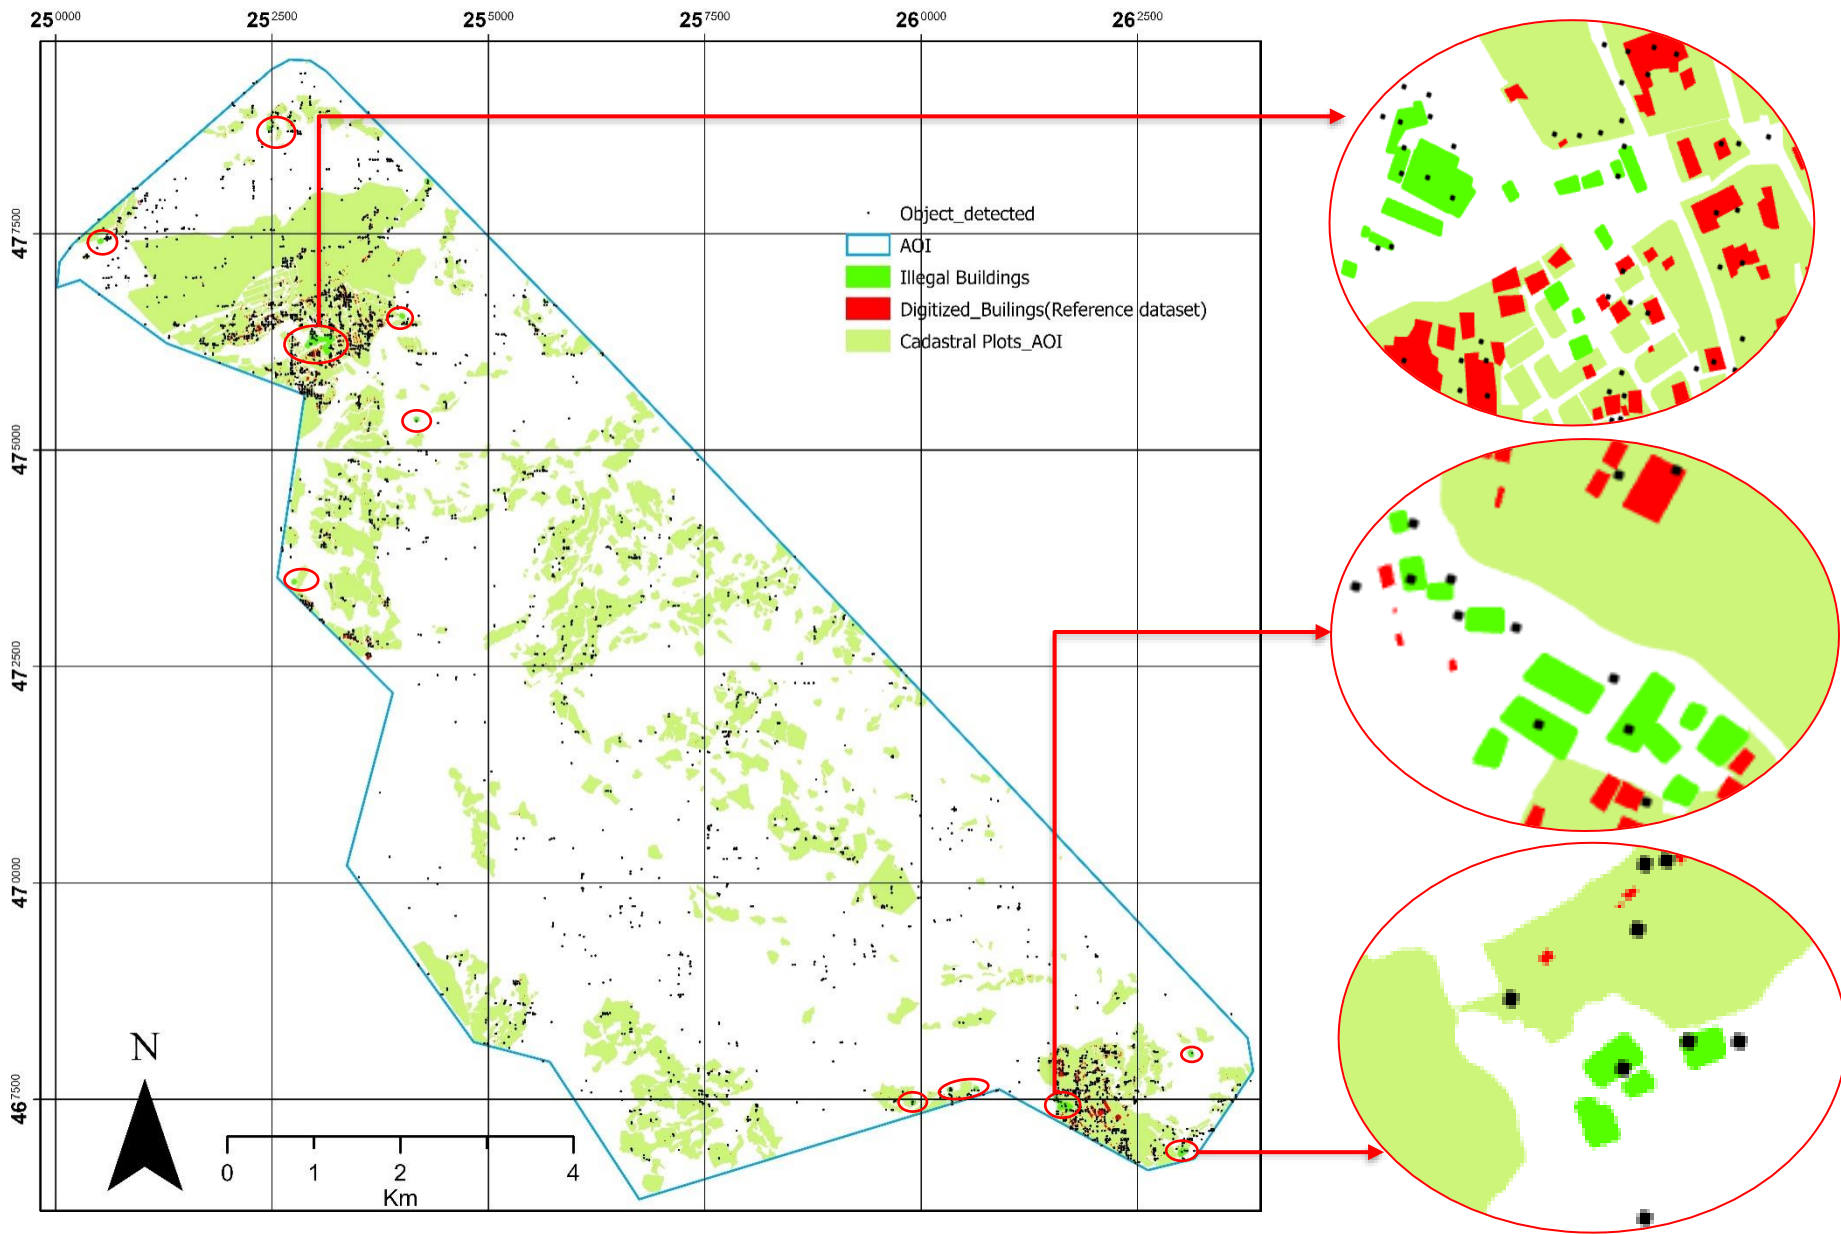 250000 252500 255000 257500 260000 262500
477500
475000
472500
470000
467500
Object_detected
AOI
Illegal Buildings
Digitized_Builings(Reference dataset)
Cadastral Plots_AOI
N
0 1 2 4
Km